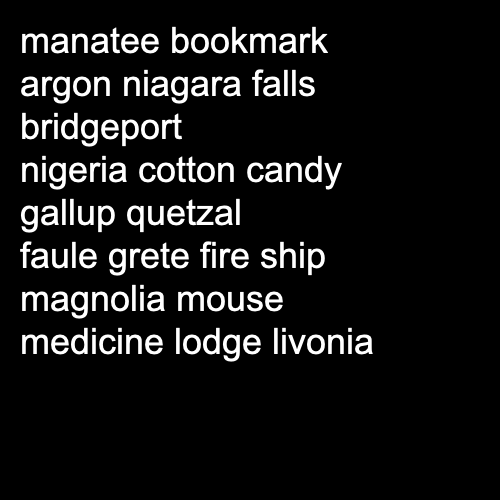 manatee bookmark
argon niagara falls
bridgeport
nigeria cotton candy
gallup quetzal
faule grete fire ship
magnolia mouse
medicine lodge livonia